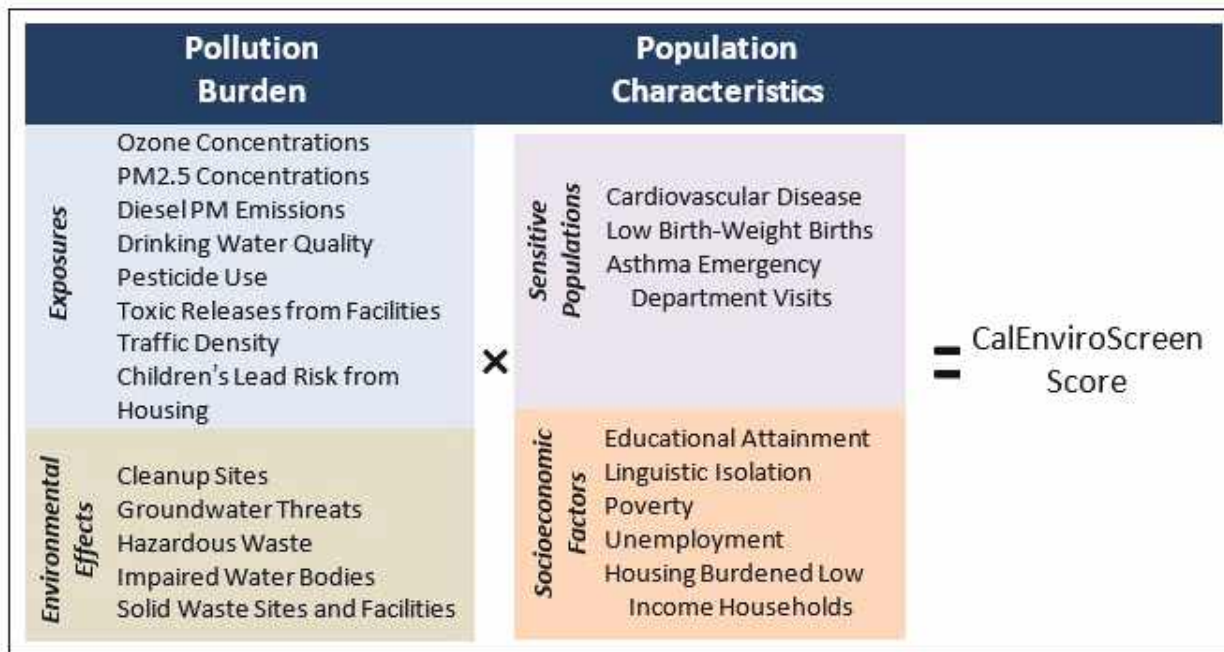 Pollution
Burden
Population
Characteristics
Exposures
Ozone Concentrations
PM2.5 Concentrations
Diesel PM Emissions
Drinking Water Quality
Pesticide Use
Toxic Releases from Facilities
Traffic Density
Children's Lead Risk from
Housing
Environmental
Effects
Cleanup Sites
Groundwater Threats
Hazardous Waste
Impaired Water Bodies
Solid Waste Sites and Facilities
×
Sensitive
Populations
Cardiovascular Disease
Low Birth-Weight Births
Asthma Emergency
Department Visits
Socioeconomic
Factors
Educational Attainment
Linguistic Isolation
Poverty
Unemployment
Housing Burdened Low
Income Households
=
CalEnviroScreen
Score